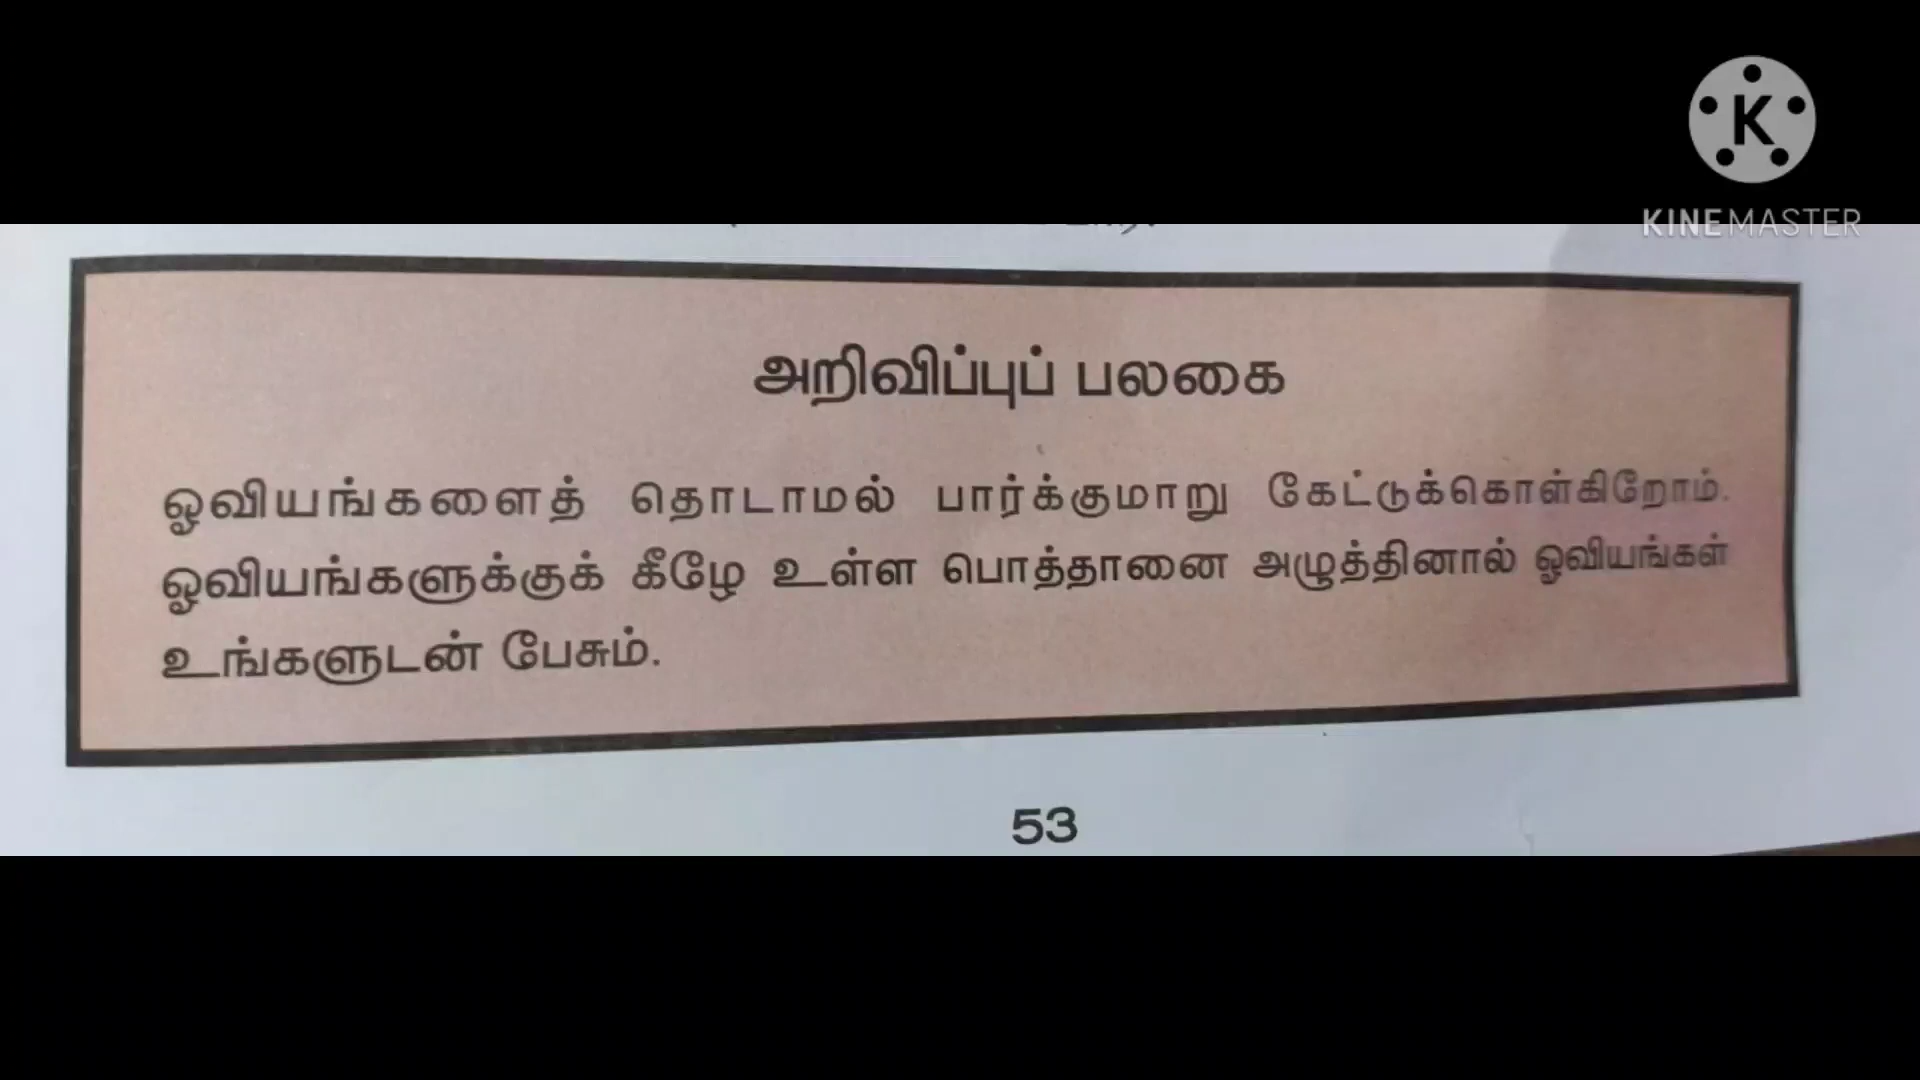 KINEMASTER
அறிவிப்புப் பலகை
ஓவியங்களைத் தொடாமல் பார்க்குமாறு கேட்டுக்கொள்கிறோம்.
ஓவியங்களுக்குக் கீழே உள்ள பொத்தானை அழுத்தினால் ஓவியங்கள்
உங்களுடன் பேசும்.
53